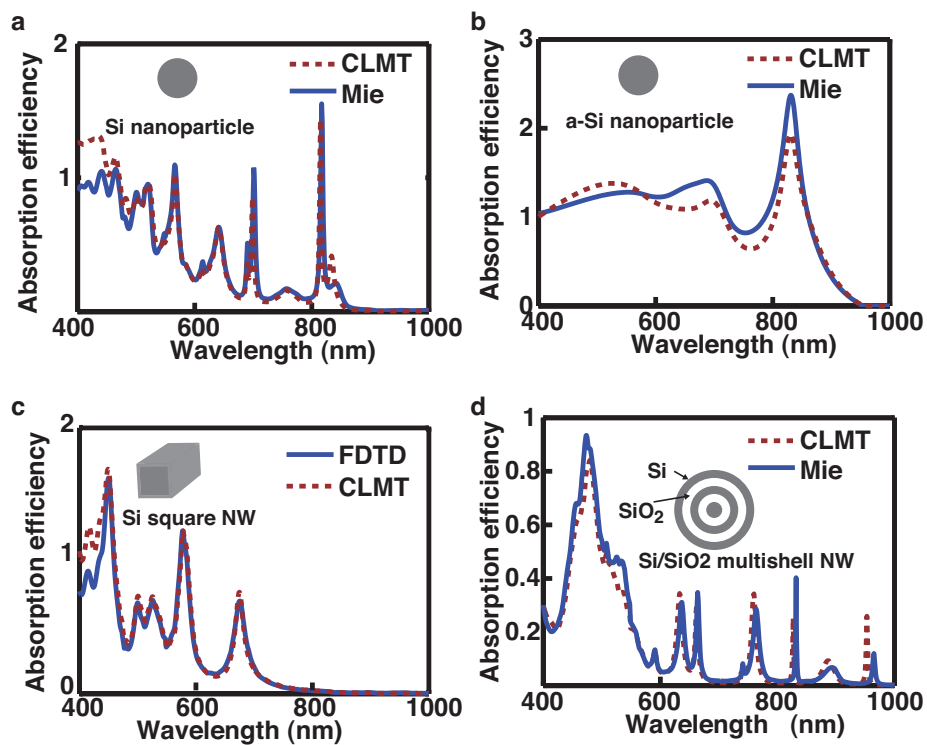 a
2
1
0
400
600
800
1000
Absorption efficiency
Wavelength (nm)
CLMT
Mie
Si nanoparticle
b
3
2
1
0
400
600
800
1000
Absorption efficiency
Wavelength (nm)
CLMT
Mie
a-Si nanoparticle
c
2
1
0
400
600
800
1000
Absorption efficiency
Wavelength (nm)
FDTD
CLMT
Si square NW
d
1
0.8
0.6
0.4
0.2
400
600
800
1000
Absorption efficiency
Wavelength (nm)
CLMT
Mie
Si
SiO2
Si/SiO2 multishell NW